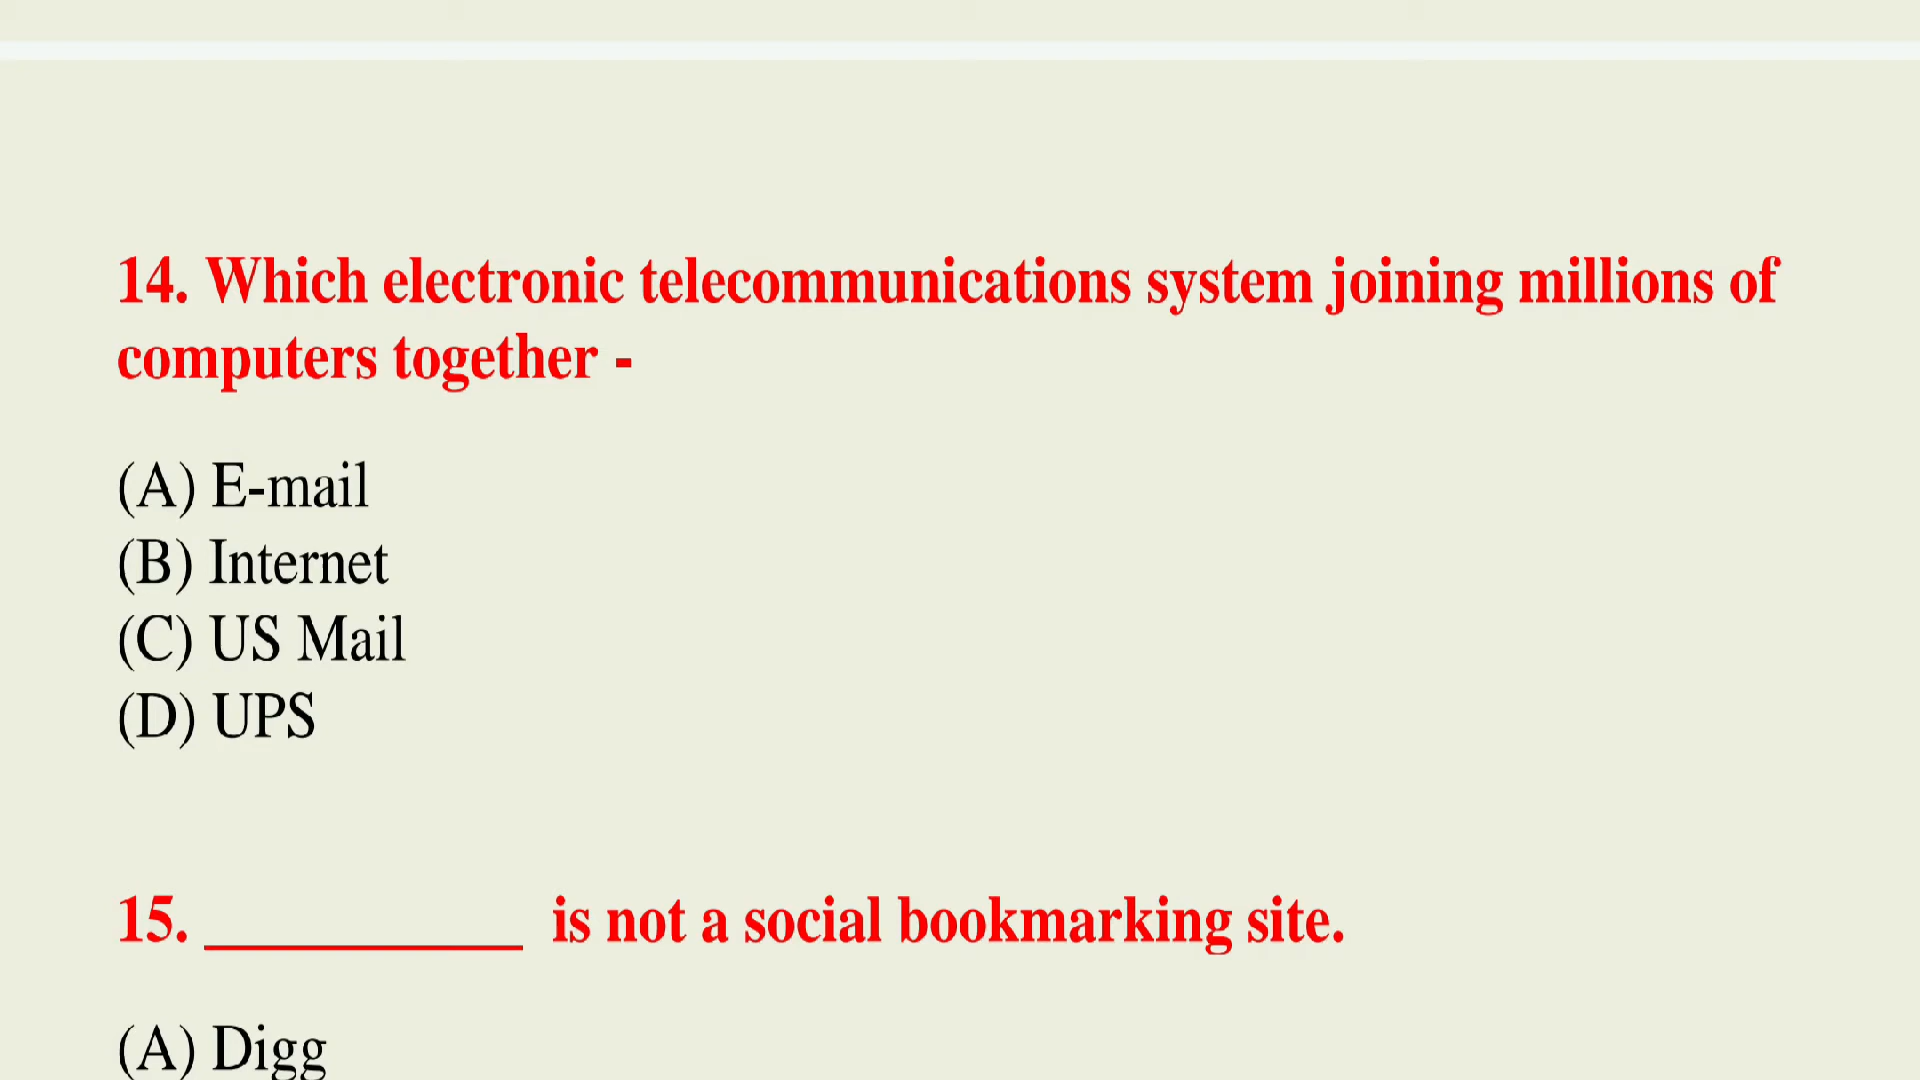 14. Which electronic telecommunications system joining millions of
computers together -
(A) E-mail
(B) Internet
(C) US Mail
(D) UPS
15. __________ is not a social bookmarking site.
(A) Digg